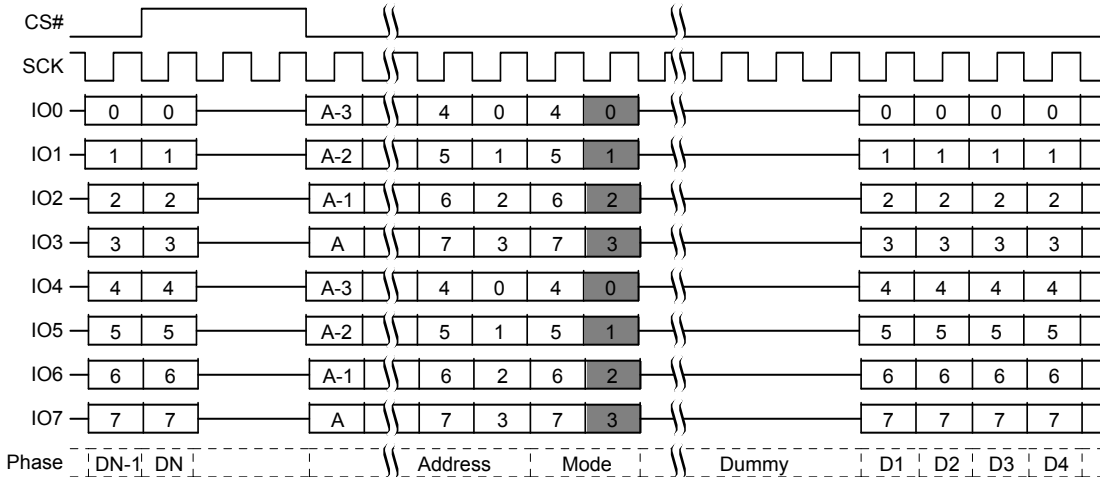 CS#
SCK
IO0 0 0 A-3 4 0 4 0 0 0 0 0
IO1 1 1 A-2 5 1 5 1 1 1 1 1
IO2 2 2 A-1 6 2 6 2 2 2 2 2
IO3 3 3 A 7 3 7 3 3 3 3 3
IO4 4 4 A-3 4 0 4 0 4 4 4 4
IO5 5 5 A-2 5 1 5 1 5 5 5 5
IO6 6 6 A-1 6 2 6 2 6 6 6 6
IO7 7 7 A 7 3 7 3 7 7 7 7
Phase DN-1 DN Address Mode Dummy D1 D2 D3 D4